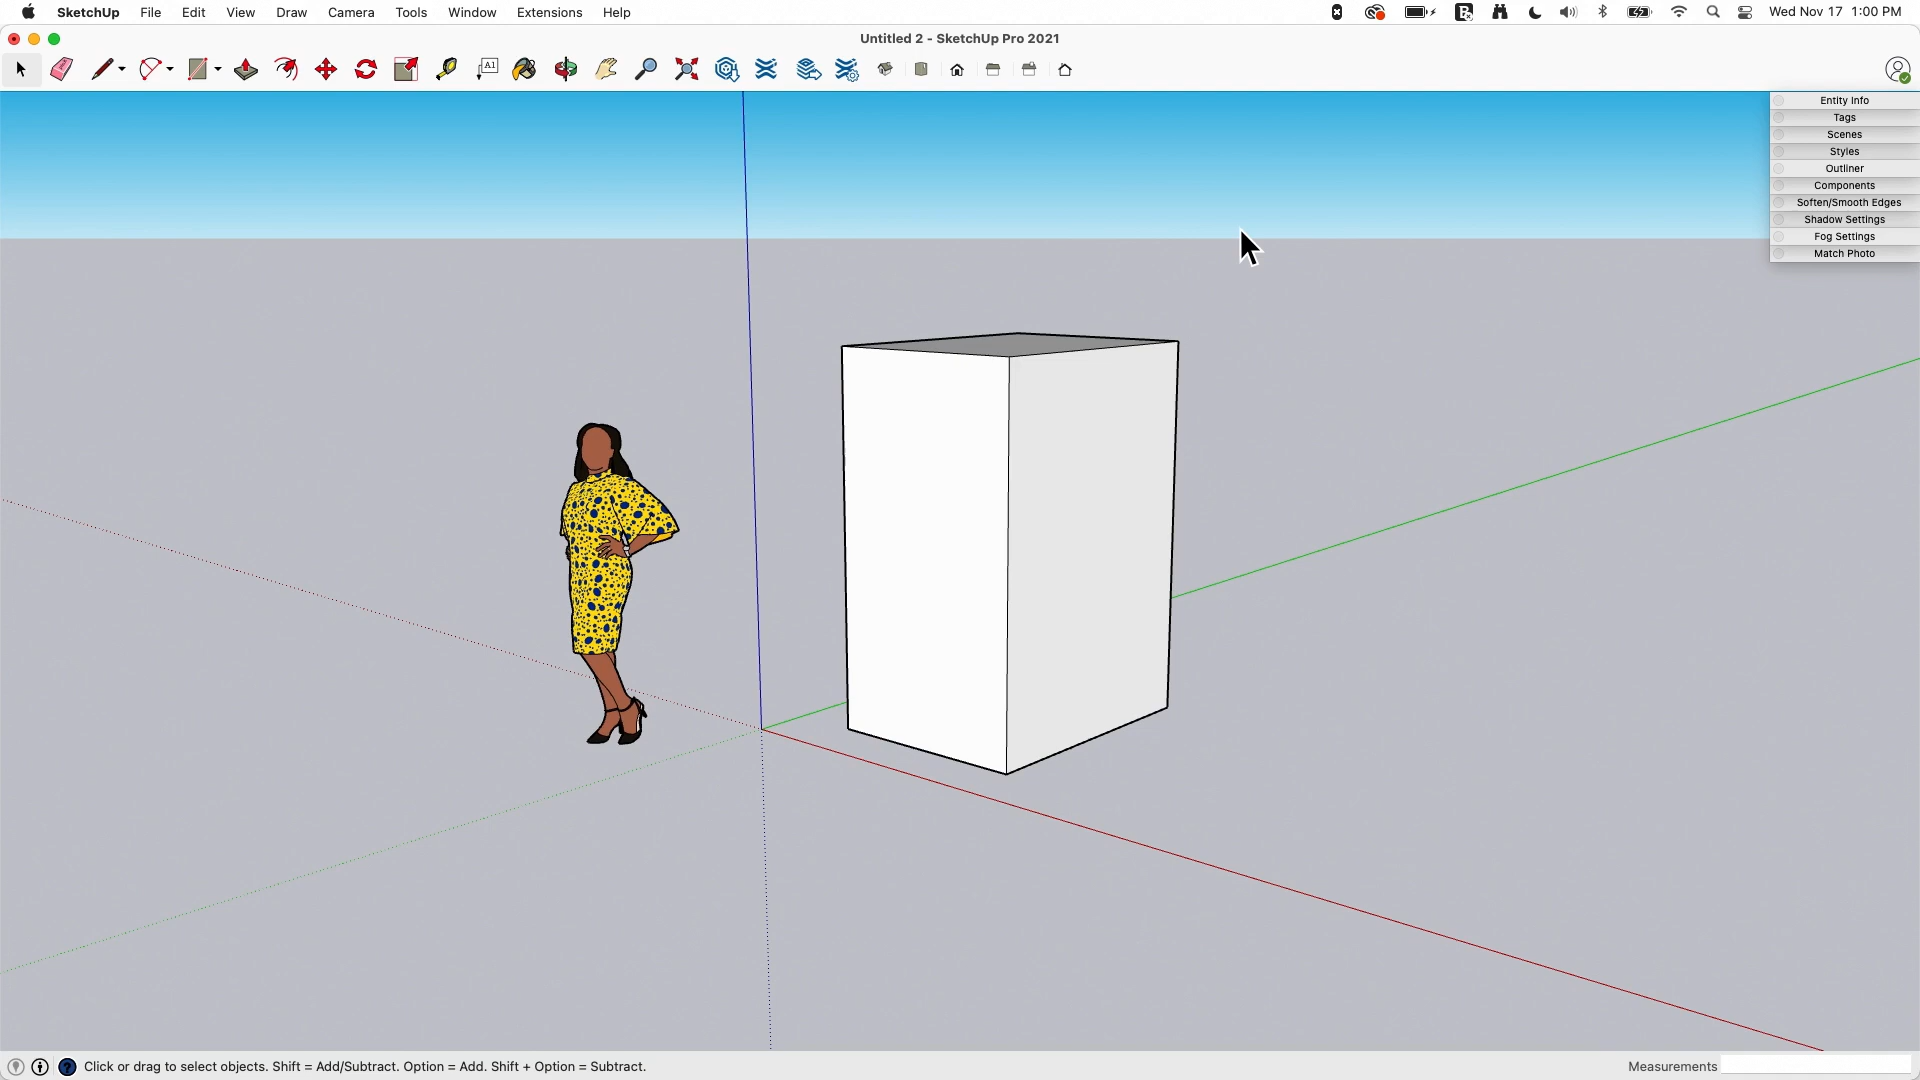 SketchUp File Edit View Draw Camera Tools Window Extensions Help
Wed Nov 17 1:00 PM
Untitled 2 - SketchUp Pro 2021
A1
Entity Info
Tags
Scenes
Styles
Outliner
Components
Soften/Smooth Edges
Shadow Settings
Fog Settings
Match Photo
Click or drag to select objects. Shift = Add/Subtract. Option = Add. Shift + Option = Subtract.
Measurements